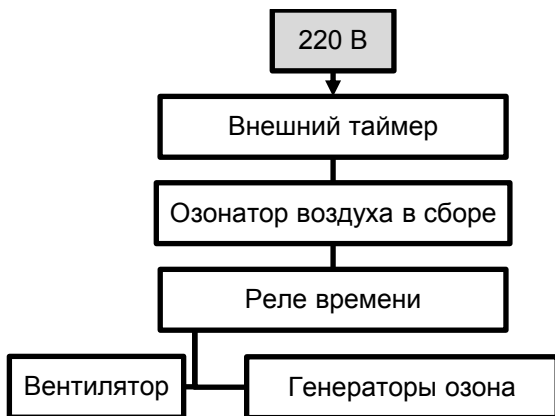 220 В
Внешний таймер
Озонатор воздуха в сборе
Реле времени
Вентилятор
Генераторы озона